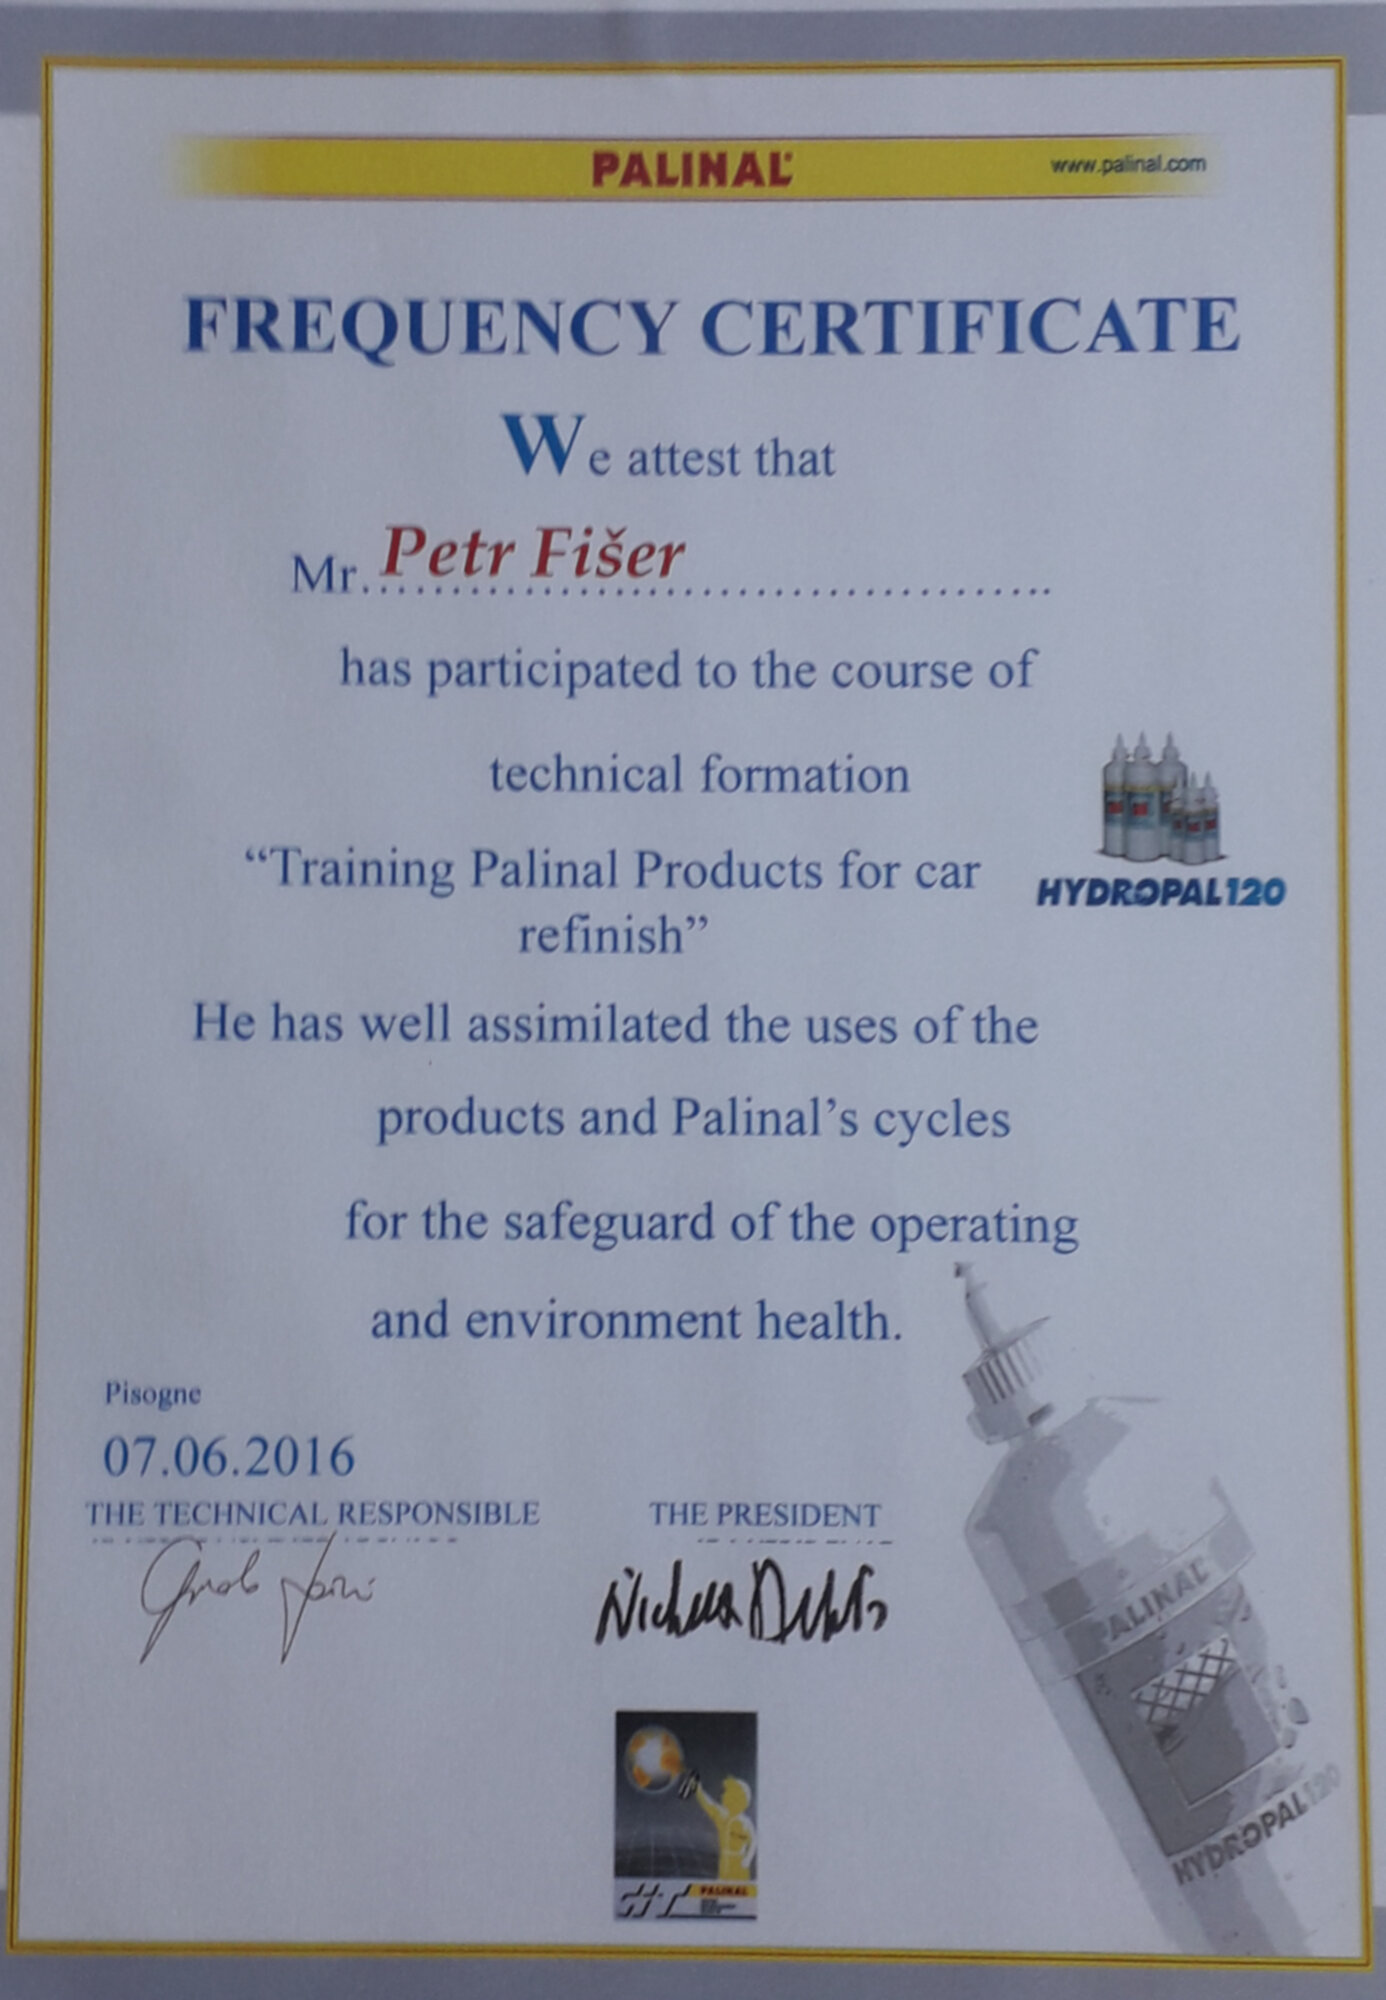 PALINAL
www.palinal.com
FREQUENCY CERTIFICATE
We attest that
Mr. Petr Fišer
has participated to the course of
technical formation
“Training Palinal Products for car
refinish”
HYDROPAL120
He has well assimilated the uses of the
products and Palinal’s cycles
for the safeguard of the operating
and environment health.
Pisogne
07.06.2016
THE TECHNICAL RESPONSIBLE
THE PRESIDENT
PALINAL
HYDROPAL120
PALINAL